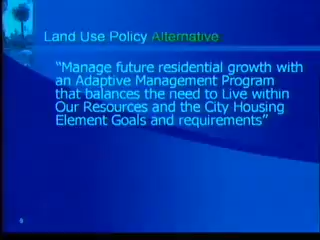 Land Use Policy Alternative
“Manage future residential growth with
an Adaptive Management Program
that balances the need to Live within
Our Resources and the City Housing
Element Goals and requirements”